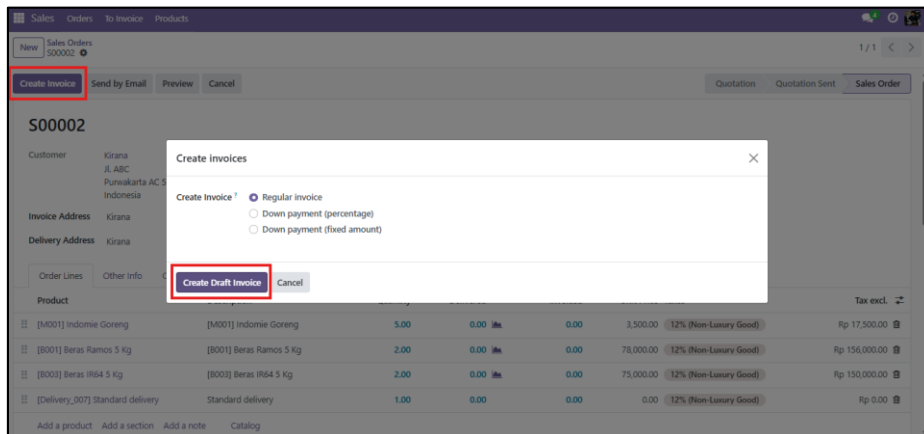 Sales Orders To Invoice Products
New Sales Orders
S00002
1 / 1
Create Invoice Send by Email Preview Cancel Quotation Quotation Sent Sales Order
S00002
Customer Kirana
Jl. ABC
Purwakarta AC 5
Indonesia
Invoice Address Kirana
Delivery Address Kirana
Create invoices
Create Invoice ? Regular invoice
Down payment (percentage)
Down payment (fixed amount)
Create Draft Invoice Cancel
Order Lines Other Info
Product Tax excl.
[M001] Indomie Goreng [M001] Indomie Goreng 5.00 0.00 0.00 3,500.00 12% (Non-Luxury Good) Rp 17,500.00
[B001] Beras Ramos 5 Kg [B001] Beras Ramos 5 Kg 2.00 0.00 0.00 78,000.00 12% (Non-Luxury Good) Rp 156,000.00
[B003] Beras IR64 5 Kg [B003] Beras IR64 5 Kg 2.00 0.00 0.00 75,000.00 12% (Non-Luxury Good) Rp 150,000.00
[Delivery_007] Standard delivery Standard delivery 1.00 0.00 0.00 0.00 12% (Non-Luxury Good) Rp 0.00
Add a product Add a section Add a note Catalog